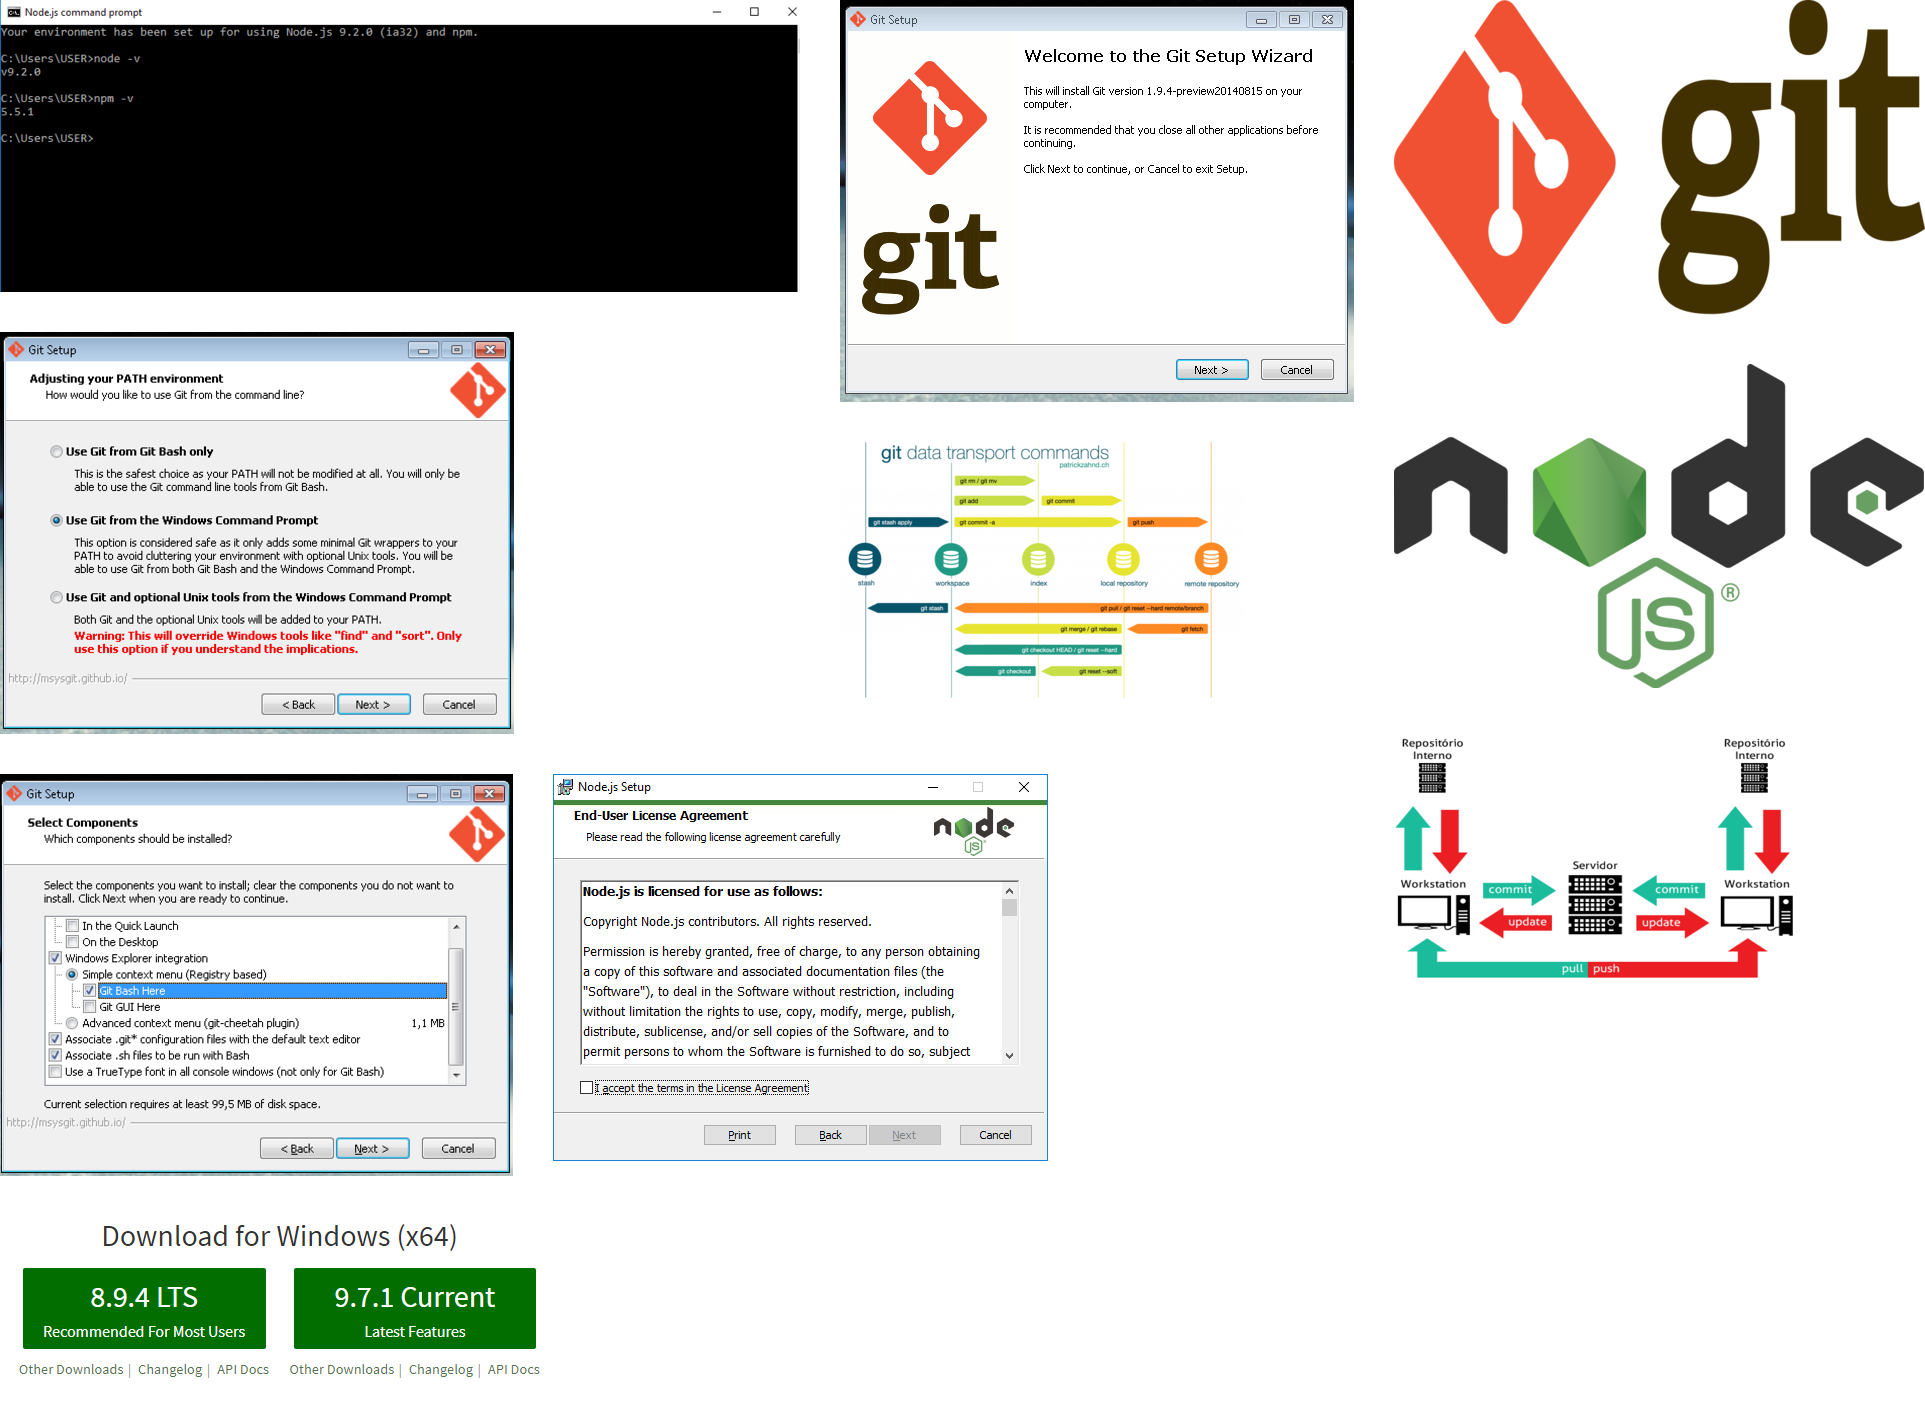 Node.js command prompt
Your environment has been set up for using Node.js 9.2.0 (ia32) and npm.
C:\Users\USER>node -v
v9.2.0
C:\Users\USER>npm -v
5.5.1
C:\Users\USER>
Git Setup
Welcome to the Git Setup Wizard
This will install Git version 1.9.4-preview20140815 on your
computer.
It is recommended that you close all other applications before
continuing.
Click Next to continue, or Cancel to exit Setup.
git
Next >
Cancel
git
Git Setup
Adjusting your PATH environment
How would you like to use Git from the command line?
Use Git from Git Bash only
This is the safest choice as your PATH will not be modified at all. You will only be
able to use the Git command line tools from Git Bash.
Use Git from the Windows Command Prompt
This option is considered safe as it only adds some minimal Git wrappers to your
PATH to avoid cluttering your environment with optional Unix tools. You will be
able to use Git from both Git Bash and the Windows Command Prompt.
Use Git and optional Unix tools from the Windows Command Prompt
Both Git and the optional Unix tools will be added to your PATH.
Warning: This will override Windows tools like "find" and "sort". Only
use this option if you understand the implications.
http://msysgit.github.io/
< Back
Next >
Cancel
git data transport commands
patrickzahnd.ch
git rm / git mv
git add
git commit
git stash apply
git commit -a
git push
stash
workspace
index
local repository
remote repository
git stash
git pull / git reset --hard remote/branch
git merge / git rebase
git fetch
git checkout HEAD / git reset --hard
git checkout
git reset --soft
node
JS
®
Repositório
Interno
Repositório
Interno
Servidor
Workstation
commit
commit
Workstation
update
update
pull
push
Git Setup
Select Components
Which components should be installed?
Select the components you want to install; clear the components you do not want to
install. Click Next when you are ready to continue.
In the Quick Launch
On the Desktop
Windows Explorer integration
Simple context menu (Registry based)
Git Bash Here
Git GUI Here
Advanced context menu (git-cheetah plugin) 1,1 MB
Associate .git* configuration files with the default text editor
Associate .sh files to be run with Bash
Use a TrueType font in all console windows (not only for Git Bash)
Current selection requires at least 99,5 MB of disk space.
http://msysgit.github.io/
< Back
Next >
Cancel
Node.js Setup
End-User License Agreement
Please read the following license agreement carefully
node
JS
Node.js is licensed for use as follows:
Copyright Node.js contributors. All rights reserved.
Permission is hereby granted, free of charge, to any person obtaining
a copy of this software and associated documentation files (the
"Software"), to deal in the Software without restriction, including
without limitation the rights to use, copy, modify, merge, publish,
distribute, sublicense, and/or sell copies of the Software, and to
permit persons to whom the Software is furnished to do so, subject
I accept the terms in the License Agreement
Print
Back
Next
Cancel
Download for Windows (x64)
8.9.4 LTS
Recommended For Most Users
9.7.1 Current
Latest Features
Other Downloads | Changelog | API Docs
Other Downloads | Changelog | API Docs